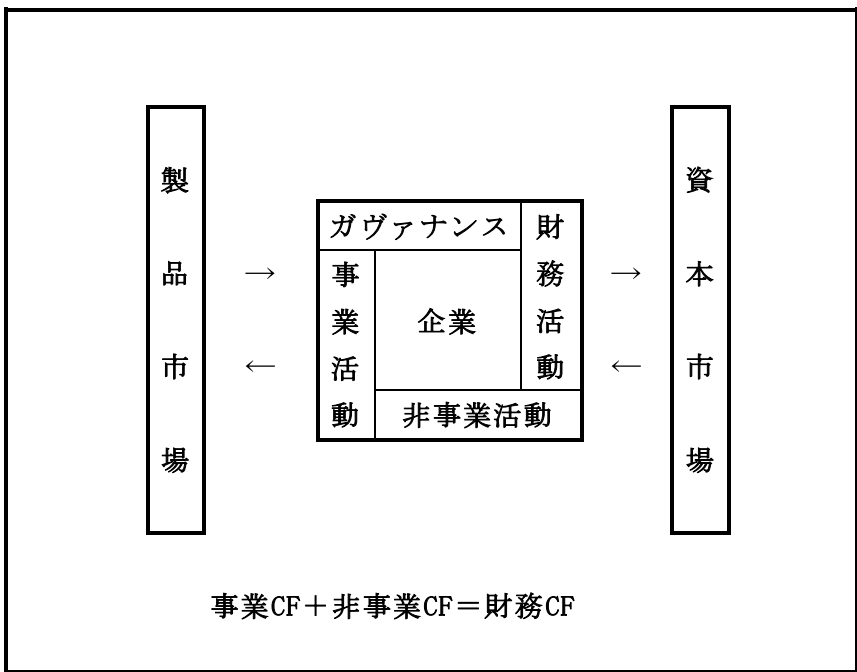 製品市場
→
←
ガヴァナンス
財務活動
事業活動
企業
非事業活動
→
←
資本市場
事業CF＋非事業CF＝財務CF